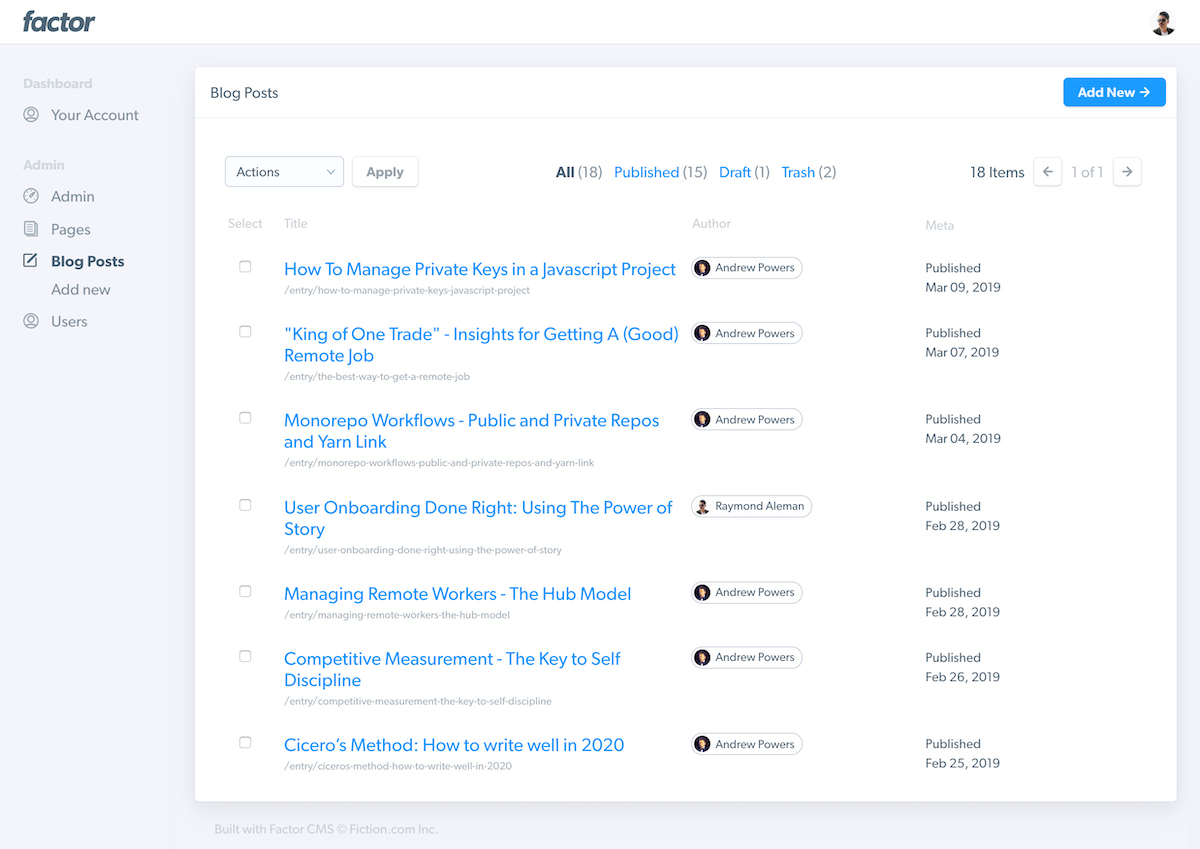 factor
Dashboard
Your Account
Admin
Admin
Pages
Blog Posts
Add new
Users
Blog Posts
Add New →
Actions
Apply
All (18) Published (15) Draft (1) Trash (2)
18 Items ← 1 of 1 →
Select Title Author Meta
How To Manage Private Keys in a Javascript Project
/entry/how-to-manage-private-keys-javascript-project
Andrew Powers
Published
Mar 09, 2019
"King of One Trade" - Insights for Getting A (Good)
Remote Job
/entry/the-best-way-to-get-a-remote-job
Andrew Powers
Published
Mar 07, 2019
Monorepo Workflows - Public and Private Repos
and Yarn Link
/entry/monorepo-workflows-public-and-private-repos-and-yarn-link
Andrew Powers
Published
Mar 04, 2019
User Onboarding Done Right: Using The Power of
Story
/entry/user-onboarding-done-right-using-the-power-of-story
Raymond Aleman
Published
Feb 28, 2019
Managing Remote Workers - The Hub Model
/entry/managing-remote-workers-the-hub-model
Andrew Powers
Published
Feb 28, 2019
Competitive Measurement - The Key to Self
Discipline
/entry/competitive-measurement-the-key-to-self-discipline
Andrew Powers
Published
Feb 26, 2019
Cicero’s Method: How to write well in 2020
/entry/ciceros-method-how-to-write-well-in-2020
Andrew Powers
Published
Feb 25, 2019
Built with Factor CMS © Fiction.com Inc.